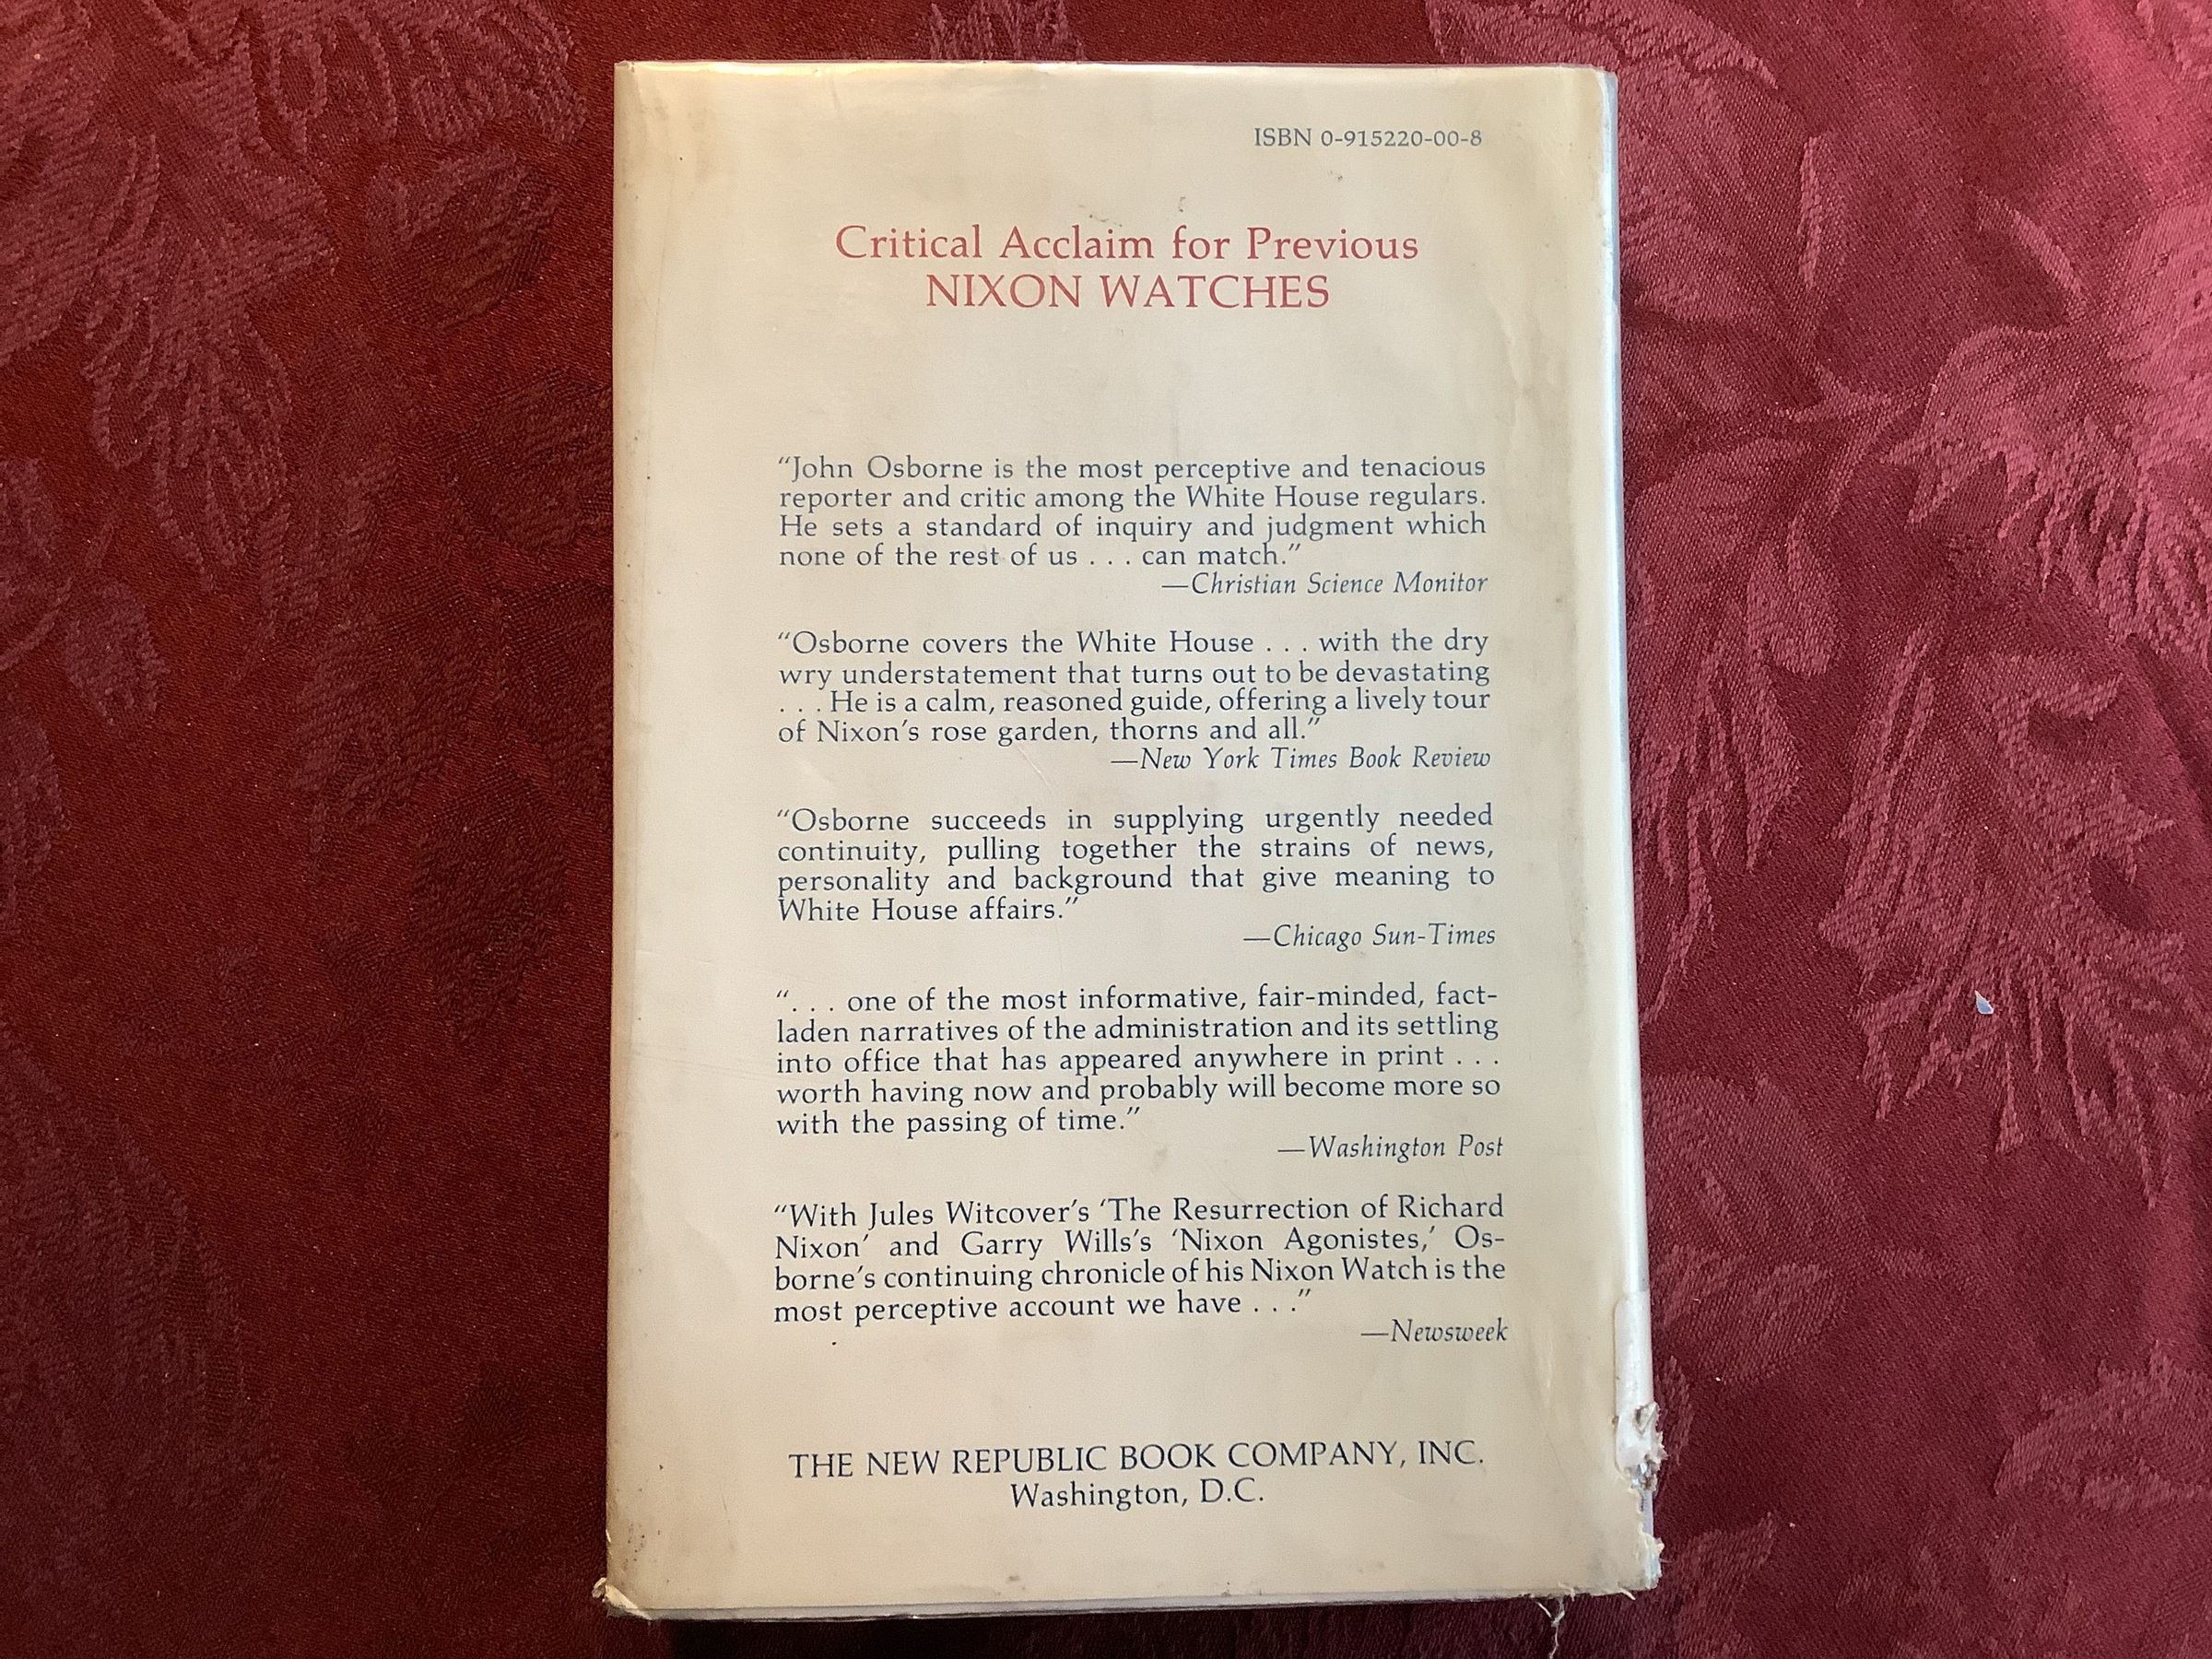 ISBN 0-915220-00-8
Critical Acclaim for Previous
NIXON WATCHES
“John Osborne is the most perceptive and tenacious
reporter and critic among the White House regulars.
He sets a standard of inquiry and judgment which
none of the rest of us . . . can match.”
—Christian Science Monitor
“Osborne covers the White House . . . with the dry
wry understatement that turns out to be devastating
. . . He is a calm, reasoned guide, offering a lively tour
of Nixon’s rose garden, thorns and all.”
—New York Times Book Review
“Osborne succeeds in supplying urgently needed
continuity, pulling together the strains of news,
personality and background that give meaning to
White House affairs.”
—Chicago Sun-Times
“. . . one of the most informative, fair-minded, fact-
laden narratives of the administration and its settling
into office that has appeared anywhere in print . . .
worth having now and probably will become more so
with the passing of time.”
—Washington Post
“With Jules Witcover’s ‘The Resurrection of Richard
Nixon’ and Garry Wills’s ‘Nixon Agonistes,’ Os-
borne’s continuing chronicle of his Nixon Watch is the
most perceptive account we have . . .”
—Newsweek
THE NEW REPUBLIC BOOK COMPANY, INC.
Washington, D.C.